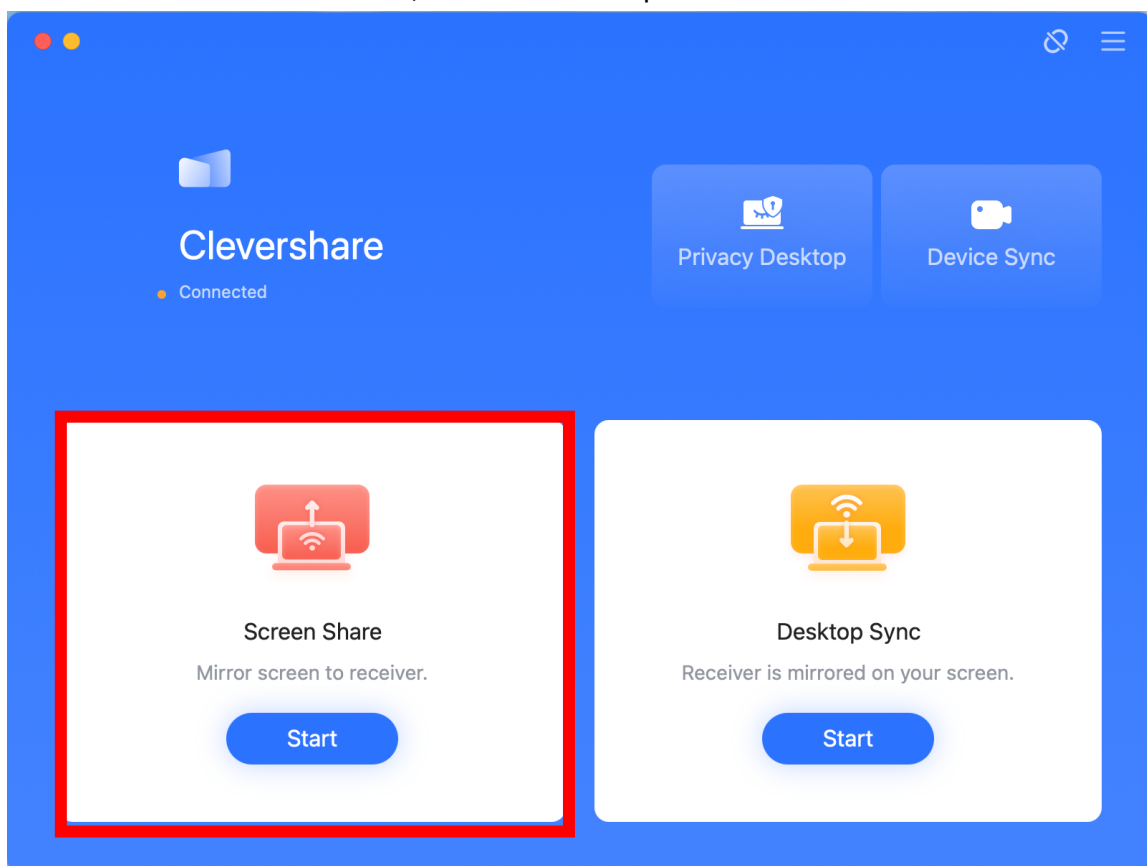 Clevershare
Connected
Privacy Desktop
Device Sync
Screen Share
Mirror screen to receiver.
Start
Desktop Sync
Receiver is mirrored on your screen.
Start